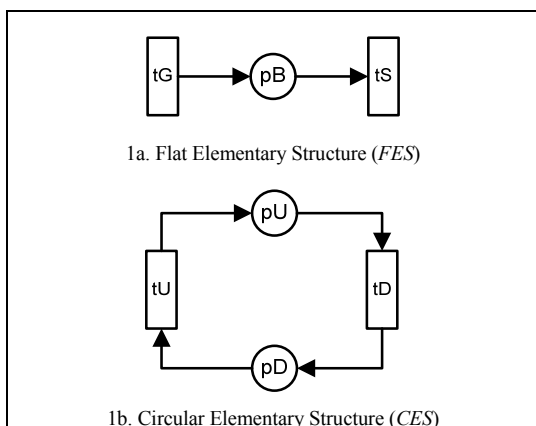 tG pB tS
1a. Flat Elementary Structure (FES)
pU
tU tD
pD
1b. Circular Elementary Structure (CES)